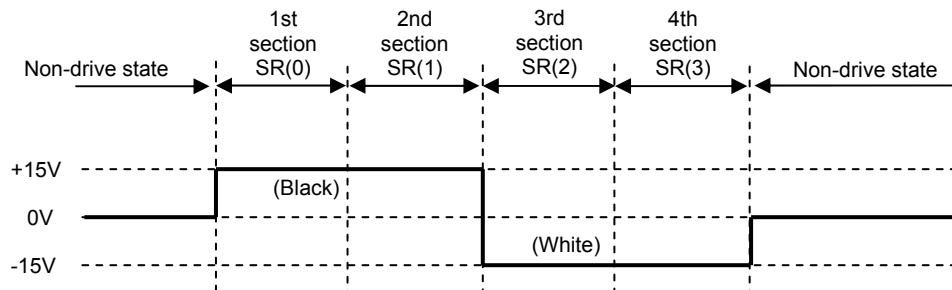 1st
section
SR(0)
2nd
section
SR(1)
3rd
section
SR(2)
4th
section
SR(3)
Non-drive state
Non-drive state
+15V
(Black)
0V
(White)
-15V